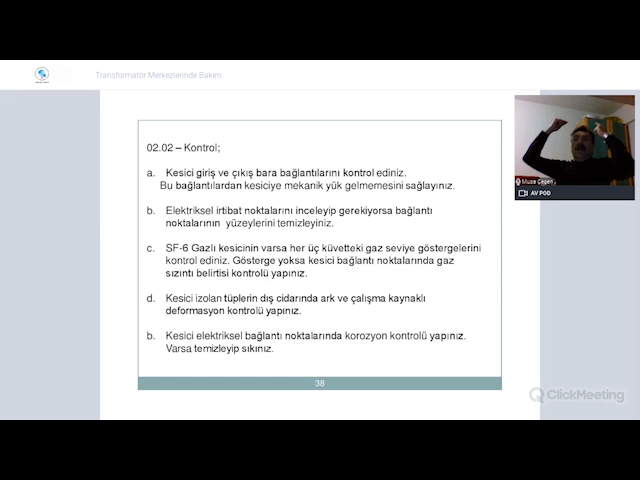 Transformatör Merkezlerinde Bakım
02.02 – Kontrol;
a. Kesici giriş ve çıkış bara bağlantılarını kontrol ediniz.
Bu bağlantılardan kesiciye mekanik yük gelmemesini sağlayınız.
b. Elektriksel irtibat noktalarını inceleyip gerekiyorsa bağlantı
noktalarının yüzeylerini temizleyiniz.
c. SF-6 Gazlı kesicinin varsa her üç küvetteki gaz seviye göstergelerini
kontrol ediniz. Gösterge yoksa kesici bağlantı noktalarında gaz
sızıntı belirtisi kontrolü yapınız.
d. Kesici izolan tüplerin dış cidarında ark ve çalışma kaynaklı
deformasyon kontrolü yapınız.
b. Kesici elektriksel bağlantı noktalarında korozyon kontrolü yapınız.
Varsa temizleyip sıkınız.
38
Musa Çeçen
AV POD
ClickMeeting